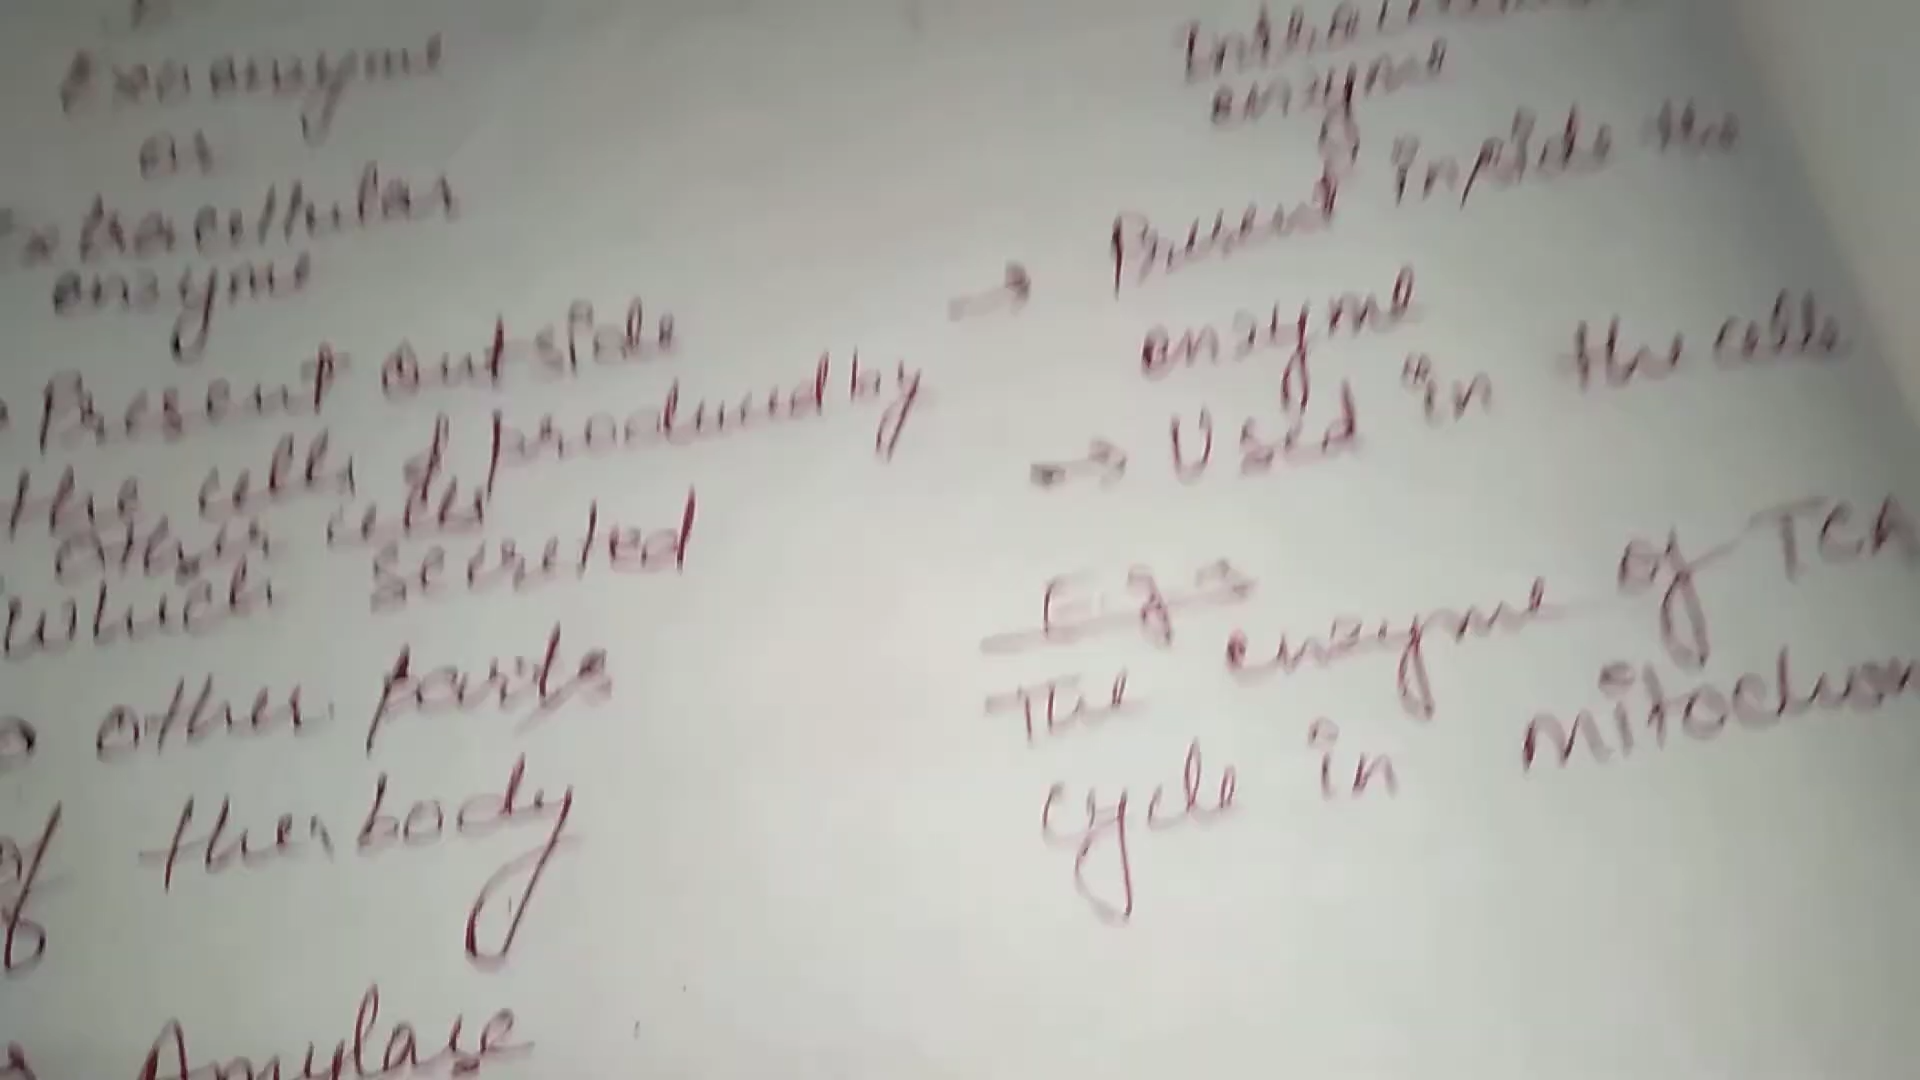 Exoenzyme
or
Extracellular
enzyme
Present outside
the cells & produced by
other cells
which secreted
other parts
of the body
Amylase
enzyme
→ Present inside the
enzyme
→ Used in the cells
Eg →
The enzyme of TCA
cycle in mitochon